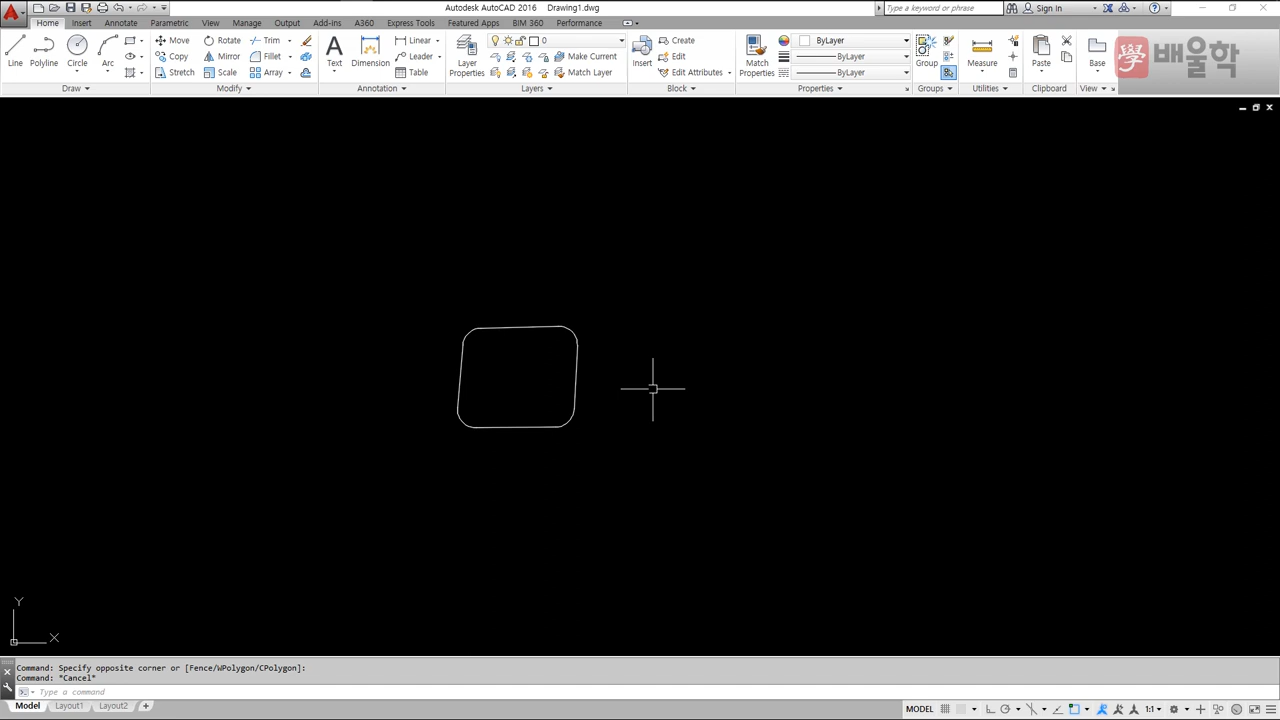 Autodesk AutoCAD 2016 Drawing1.dwg
Type a keyword or phrase
Sign In
Home Insert Annotate Parametric View Manage Output Add-ins A360 Express Tools Featured Apps BIM 360 Performance
Line
Polyline
Circle
Arc
Move
Rotate
Trim
Copy
Mirror
Fillet
Stretch
Scale
Array
Text
Dimension
Linear
Leader
Table
Layer
Properties
0
Make Current
Match Layer
Insert
Create
Edit
Edit Attributes
Match
Properties
ByLayer
ByLayer
ByLayer
Group
Measure
Paste
Base
學 배울학
Draw Modify Annotation Layers Block Properties Groups Utilities Clipboard View
Y
X
Command: Specify opposite corner or [Fence/WPolygon/CPolygon]:
Command: *Cancel*
Type a command
Model Layout1 Layout2 +
MODEL 1:1